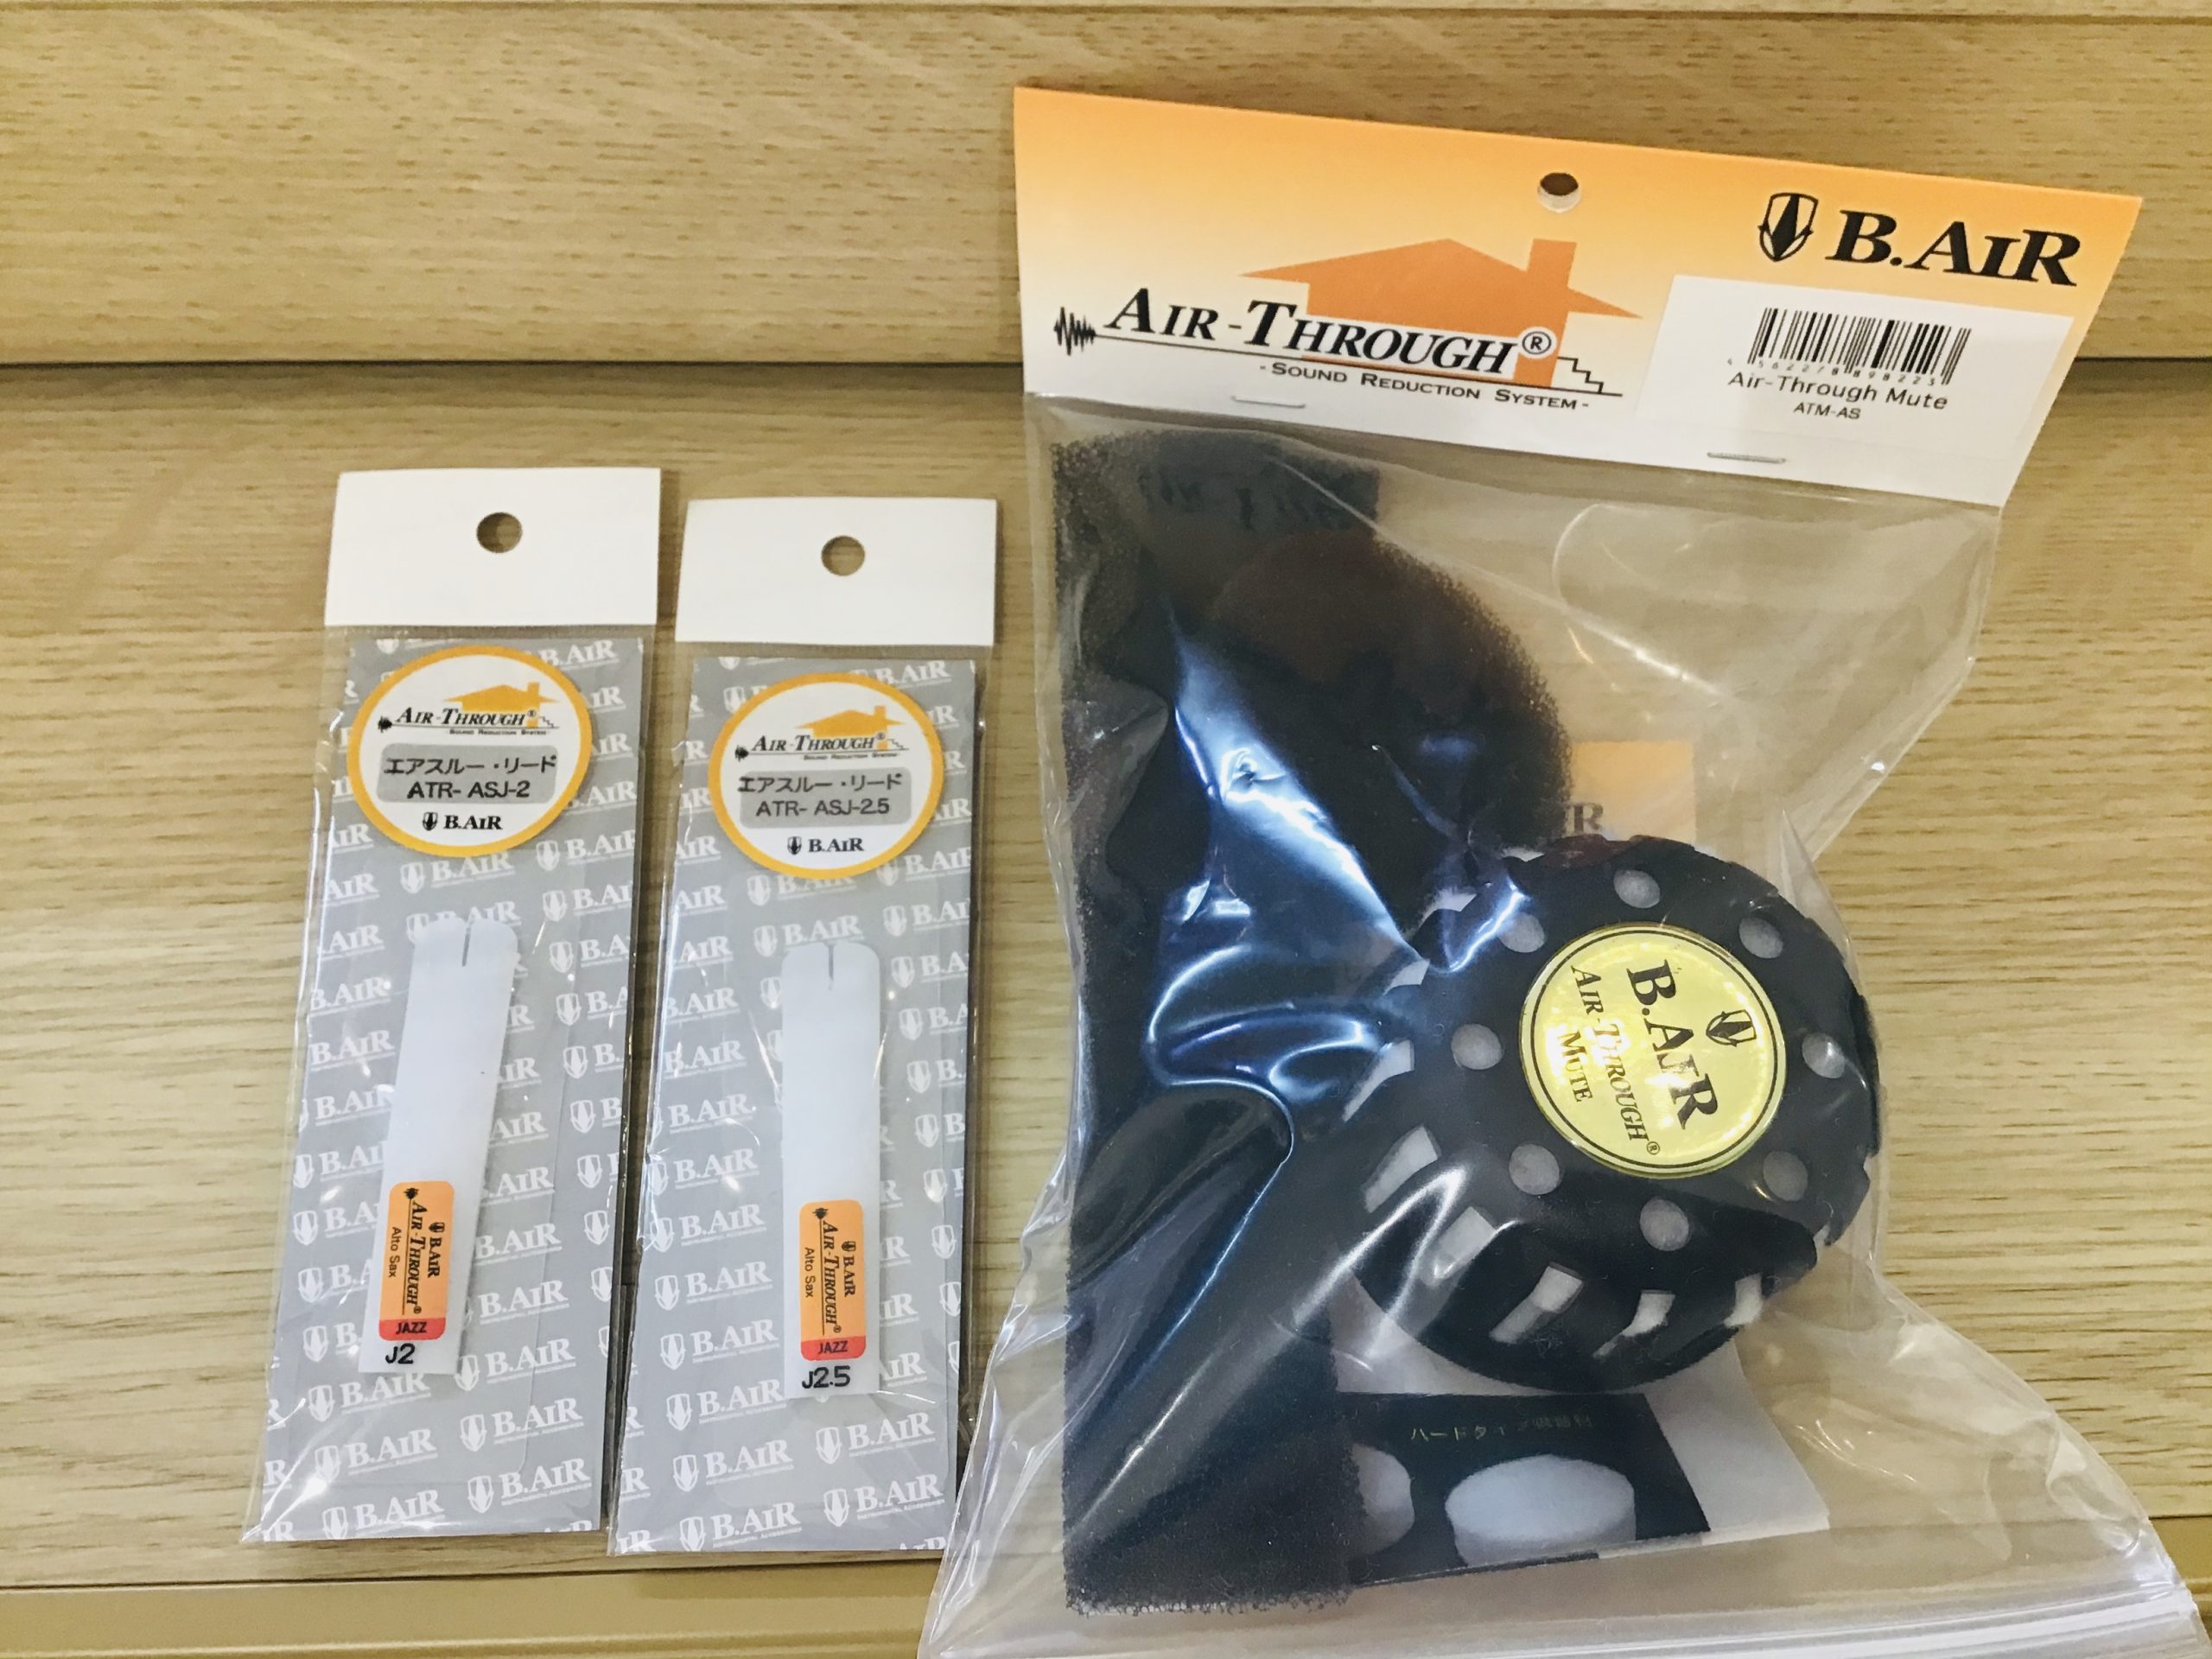 B.AIR
AIR-THROUGH®
-SOUND REDUCTION SYSTEM-
4 562278 898223
Air-Through Mute
ATM-AS
AIR-THROUGH®
SOUND REDUCTION SYSTEM
エアスルー・リード
ATR- ASJ-2
B.AIR
B.AIR
AIR-THROUGH®
Alto Sax
JAZZ
J2
AIR-THROUGH®
SOUND REDUCTION SYSTEM
エアスルー・リード
ATR- ASJ-2.5
B.AIR
B.AIR
AIR-THROUGH®
Alto Sax
JAZZ
J2.5
B.AIR
AIR-THROUGH®
MUTE
ハードタイプ